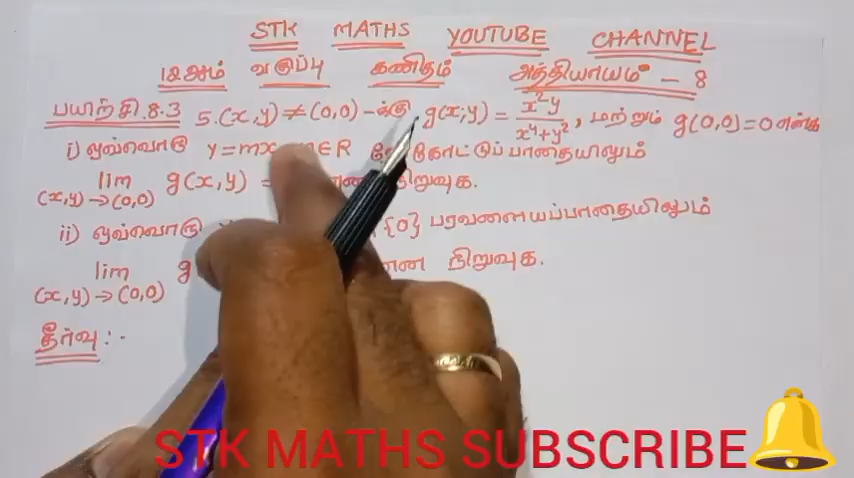 STK MATHS YOUTUBE CHANNEL
12ஆம் வகுப்பு கணிதம் அத்தியாயம் - 8
பயிற்சி.8.3 5.(x,y) ≠ (0,0) -க்கு g(x,y) = x²y / x⁴+y², மற்றும் g(0,0)=0 என்க
i) ஒவ்வொரு y=mx ∈R கோட்டுப்பாதையிலும்
lim (x,y)→(0,0) g(x,y) = நிறுவுக.
ii) ஒவ்வொரு {0} பரவளையப்பாதையிலும்
lim (x,y)→(0,0) g என நிறுவுக.
தீர்வு:-
STK MATHS SUBSCRIBE